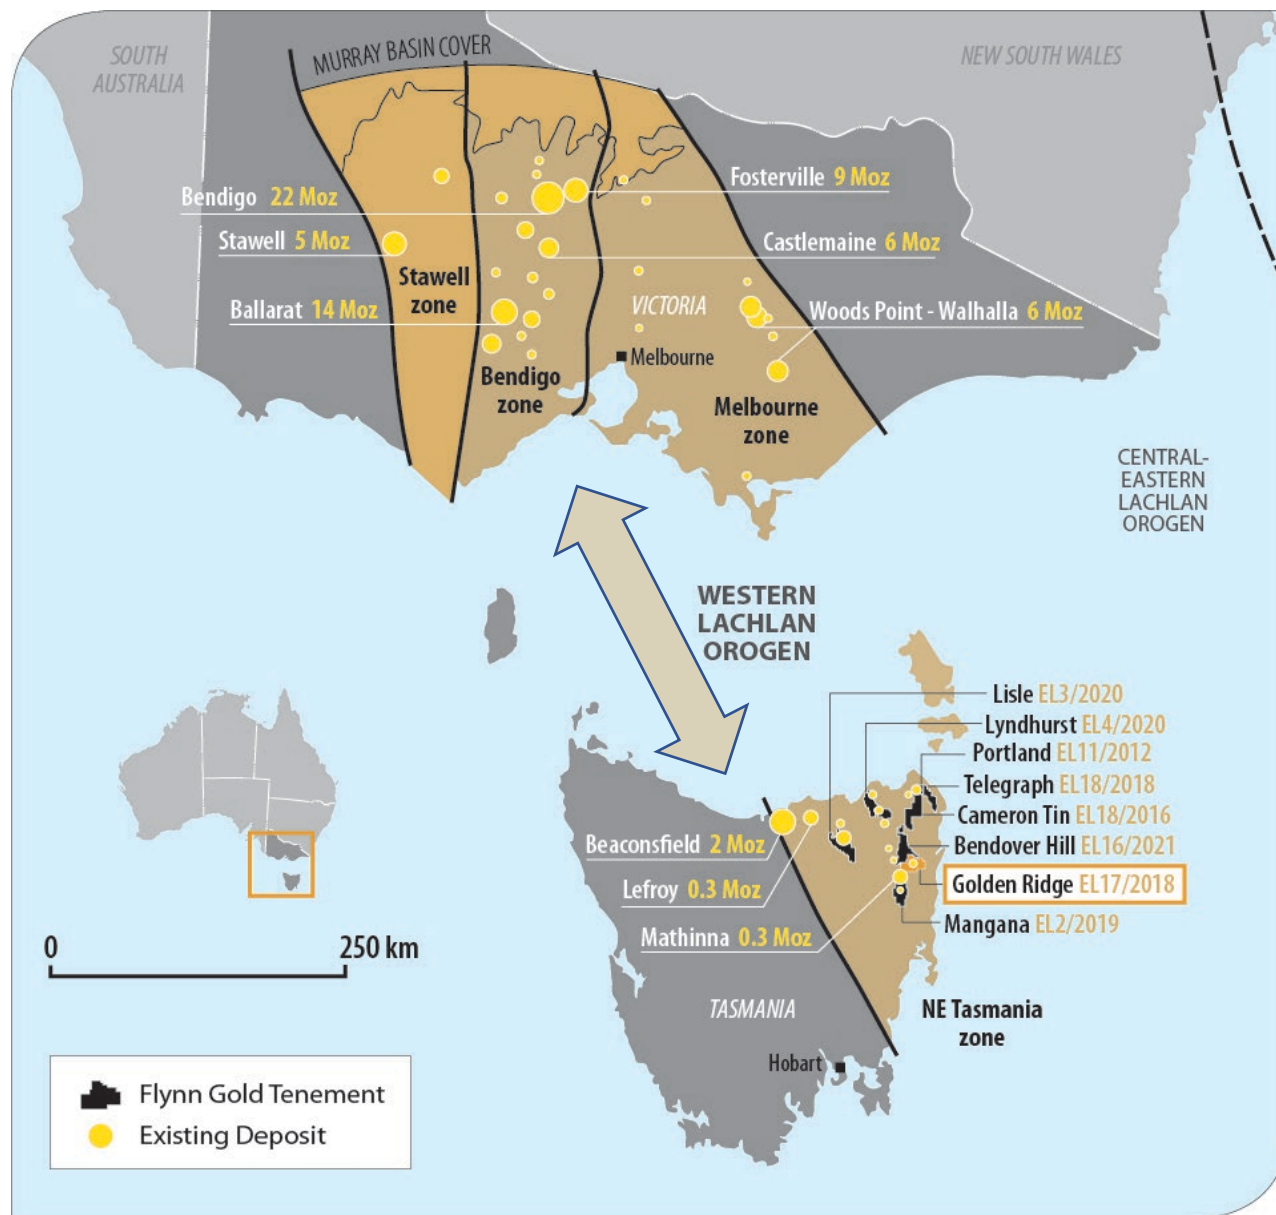 SOUTH
AUSTRALIA
MURRAY BASIN COVER
NEW SOUTH WALES
Bendigo 22 Moz
Fosterville 9 Moz
Stawell 5 Moz
Castlemaine 6 Moz
Stawell
zone
Ballarat 14 Moz
VICTORIA
Woods Point - Walhalla 6 Moz
Melbourne
Bendigo
zone
Melbourne
zone
CENTRAL-
EASTERN
LACHLAN
OROGEN
WESTERN
LACHLAN
OROGEN
Lisle EL3/2020
Lyndhurst EL4/2020
Portland EL11/2012
Telegraph EL18/2018
Cameron Tin EL18/2016
Beaconsfield 2 Moz
Bendover Hill EL16/2021
Lefroy 0.3 Moz
Golden Ridge EL17/2018
Mathinna 0.3 Moz
Mangana EL2/2019
0 250 km
TASMANIA
NE Tasmania
zone
Hobart
Flynn Gold Tenement
Existing Deposit